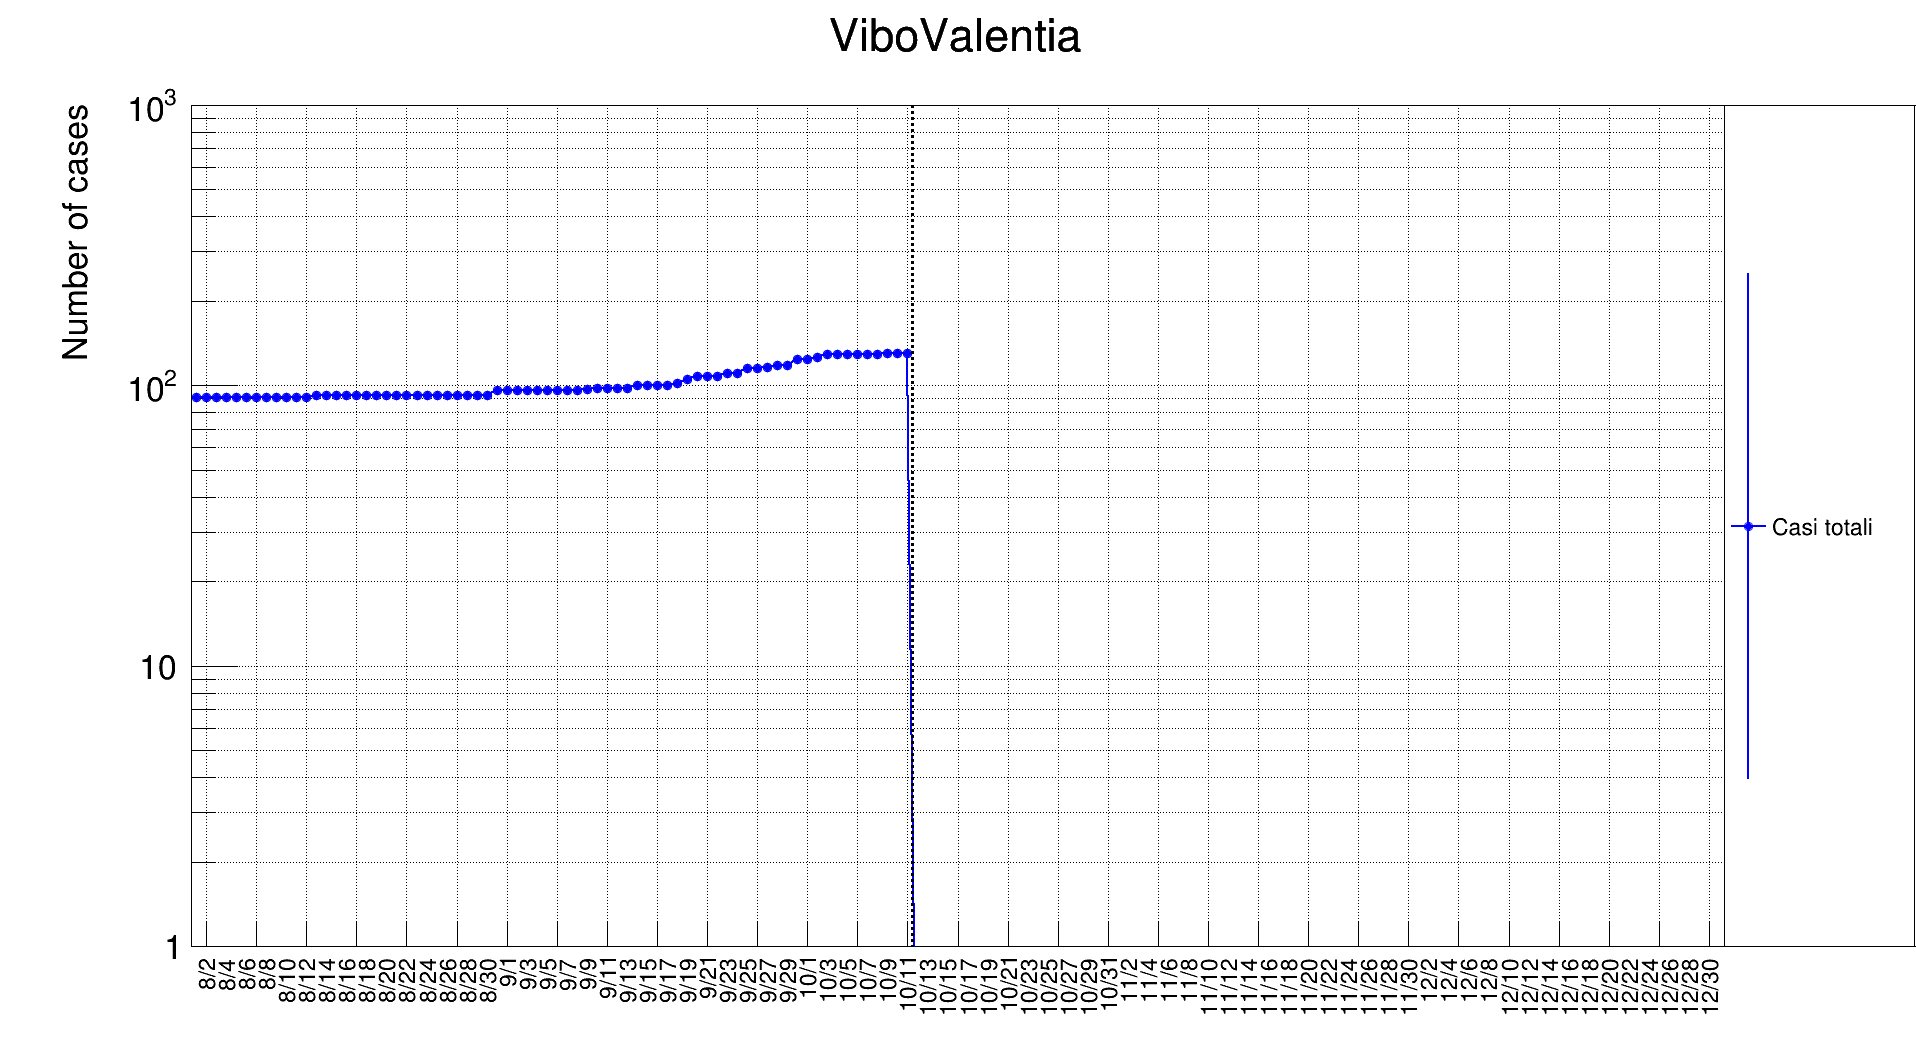 ViboValentia
Number of cases
10³
10²
10
1
8/2 8/4 8/6 8/8 8/10 8/12 8/14 8/16 8/18 8/20 8/22 8/24 8/26 8/28 8/30 9/1 9/3 9/5 9/7 9/9 9/11 9/13 9/15 9/17 9/19 9/21 9/23 9/25 9/27 9/29 10/1 10/3 10/5 10/7 10/9 10/11 10/13 10/15 10/17 10/19 10/21 10/23 10/25 10/27 10/29 10/31 11/2 11/4 11/6 11/8 11/10 11/12 11/14 11/16 11/18 11/20 11/22 11/24 11/26 11/28 11/30 12/2 12/4 12/6 12/8 12/10 12/12 12/14 12/16 12/18 12/20 12/22 12/24 12/26 12/28 12/30
Casi totali